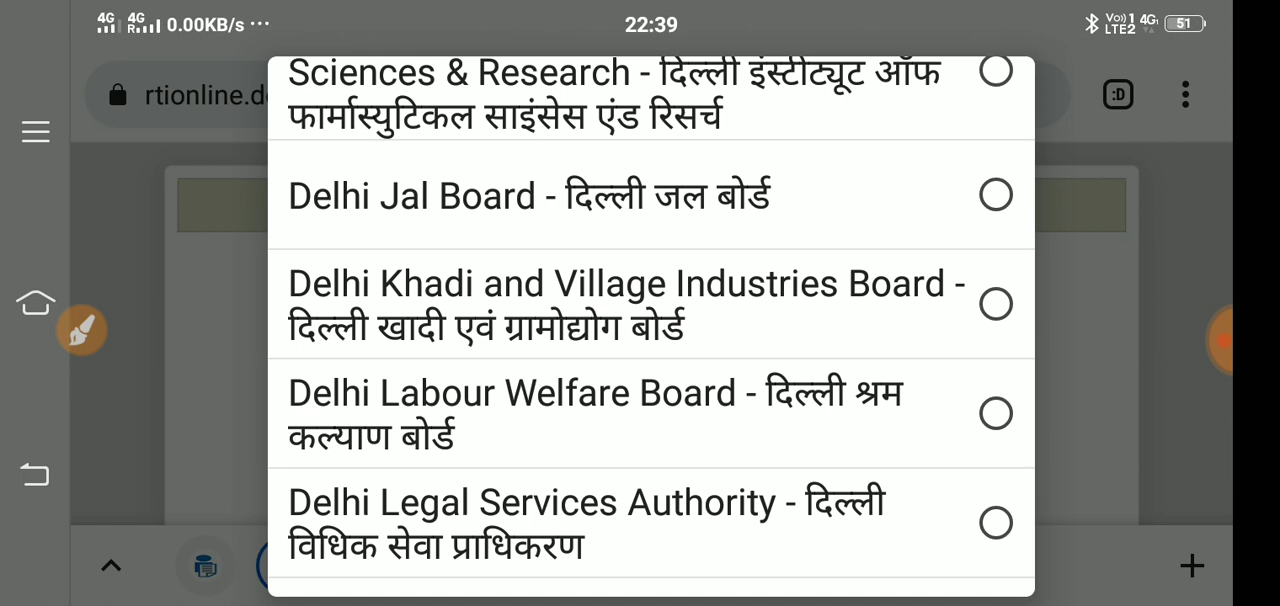 4G 4G R 0.00KB/s ... 22:39 Vo)) 1 4G LTE2 51
rtionline.d
:D
Sciences & Research - दिल्ली इंस्टीट्यूट ऑफ
फार्मास्युटिकल साइंसेस एंड रिसर्च
Delhi Jal Board - दिल्ली जल बोर्ड
Delhi Khadi and Village Industries Board -
दिल्ली खादी एवं ग्रामोद्योग बोर्ड
Delhi Labour Welfare Board - दिल्ली श्रम
कल्याण बोर्ड
Delhi Legal Services Authority - दिल्ली
विधिक सेवा प्राधिकरण